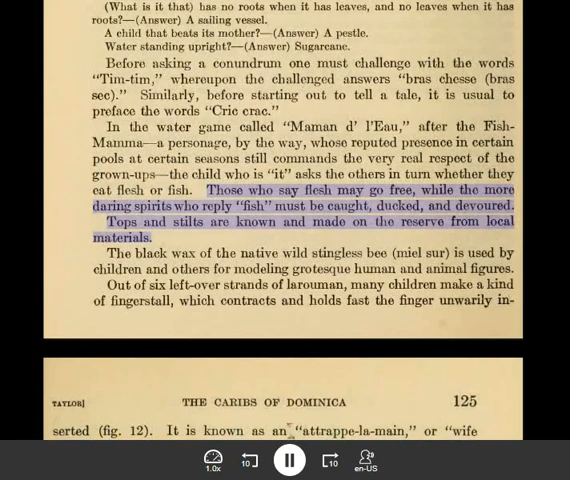 (What is it that) has no roots when it has leaves, and no leaves when it has
roots?—(Answer) A sailing vessel.
A child that beats its mother?—(Answer) A pestle.
Water standing upright?—(Answer) Sugarcane.
Before asking a conundrum one must challenge with the words
“Tim-tim,” whereupon the challenged answers “bras chesse (bras
sec).” Similarly, before starting out to tell a tale, it is usual to
preface the words “Cric crac.”
In the water game called “Maman d’ l’Eau,” after the Fish-
Mamma—a personage, by the way, whose reputed presence in certain
pools at certain seasons still commands the very real respect of the
grown-ups—the child who is “it” asks the others in turn whether they
eat flesh or fish. Those who say flesh may go free, while the more
daring spirits who reply “fish” must be caught, ducked, and devoured.
Tops and stilts are known and made on the reserve from local
materials.
The black wax of the native wild stingless bee (miel sur) is used by
children and others for modeling grotesque human and animal figures.
Out of six left-over strands of larouman, many children make a kind
of fingerstall, which contracts and holds fast the finger unwarily in-
TAYLOR] THE CARIBS OF DOMINICA 125
serted (fig. 12). It is known as an “attrappe-la-main,” or “wife
1.0x 10 10 en-US